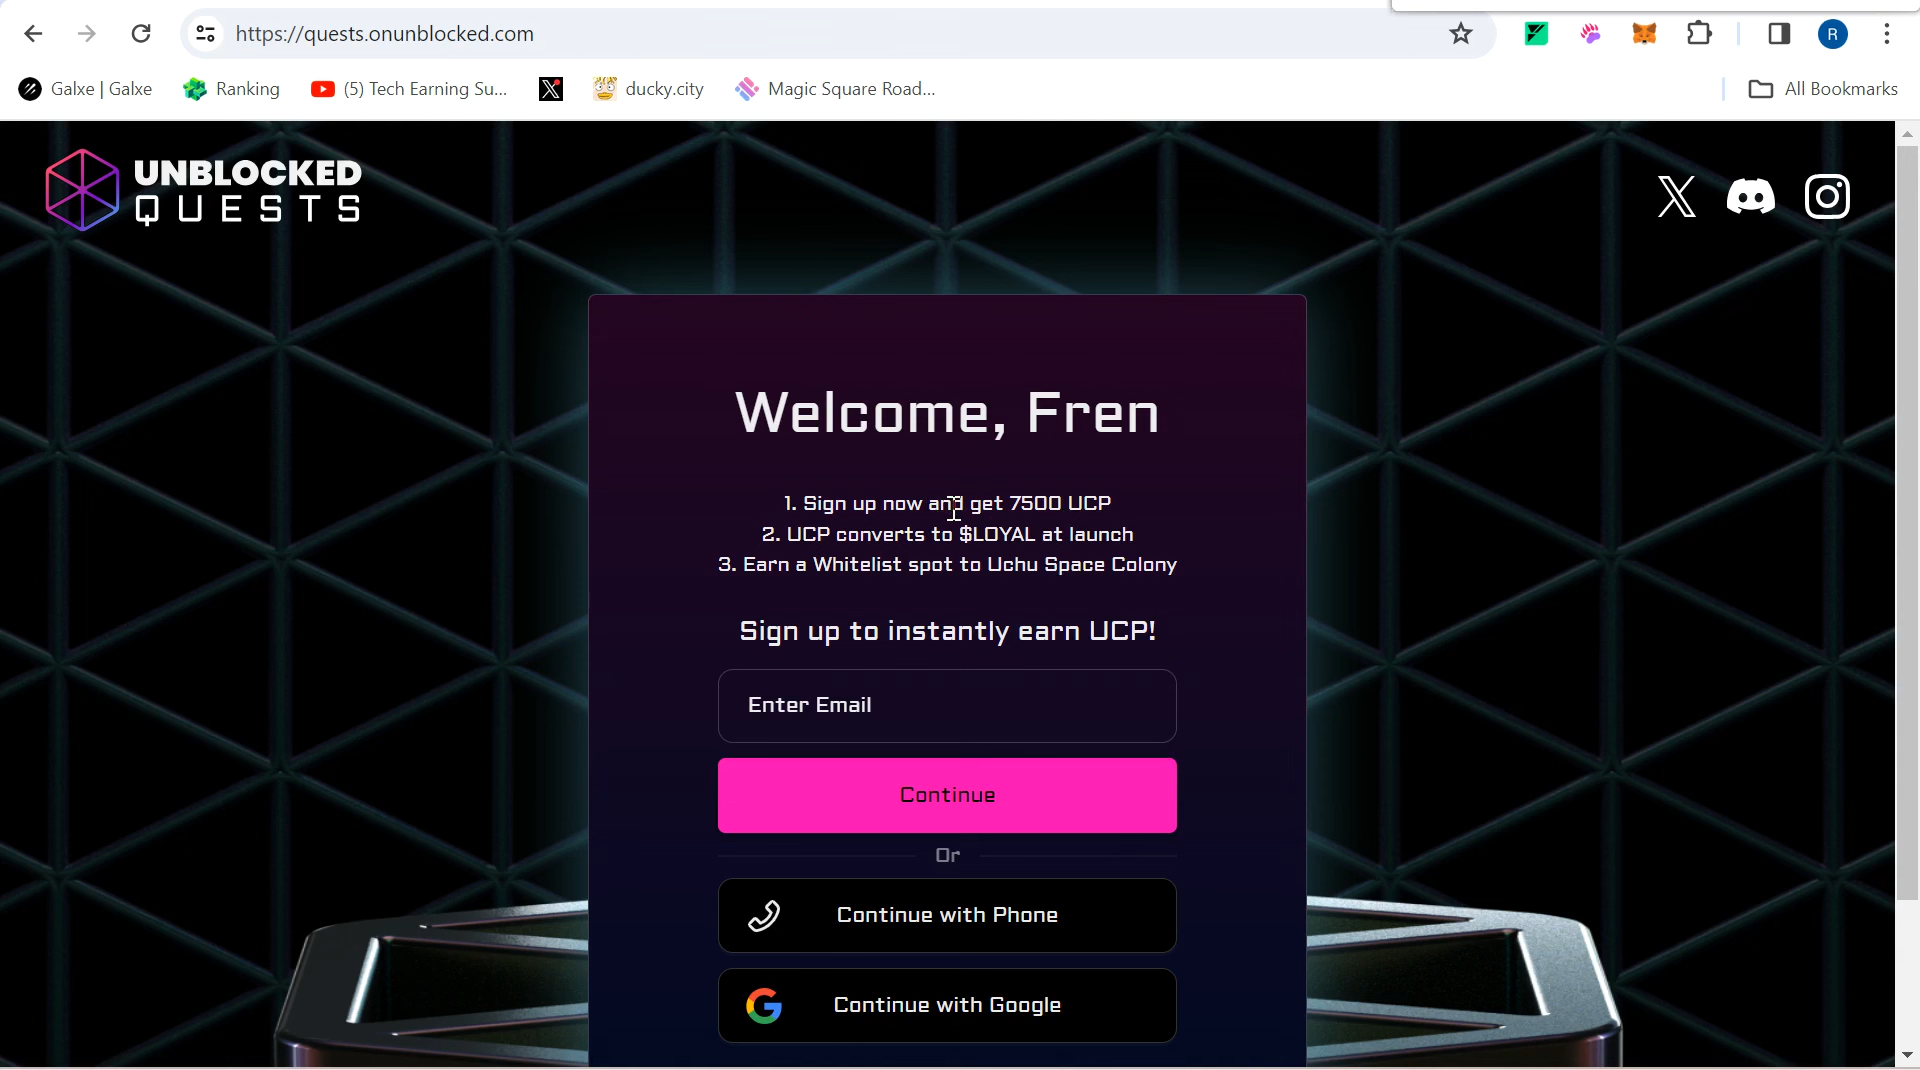 https://quests.onunblocked.com
R
Galxe | Galxe
Ranking
(5) Tech Earning Su...
ducky.city
Magic Square Road...
All Bookmarks
UNBLOCKED
QUESTS
Welcome, Fren
1. Sign up now and get 7500 UCP
2. UCP converts to $LOYAL at launch
3. Earn a Whitelist spot to Uchu Space Colony
Sign up to instantly earn UCP!
Enter Email
Continue
Or
Continue with Phone
Continue with Google